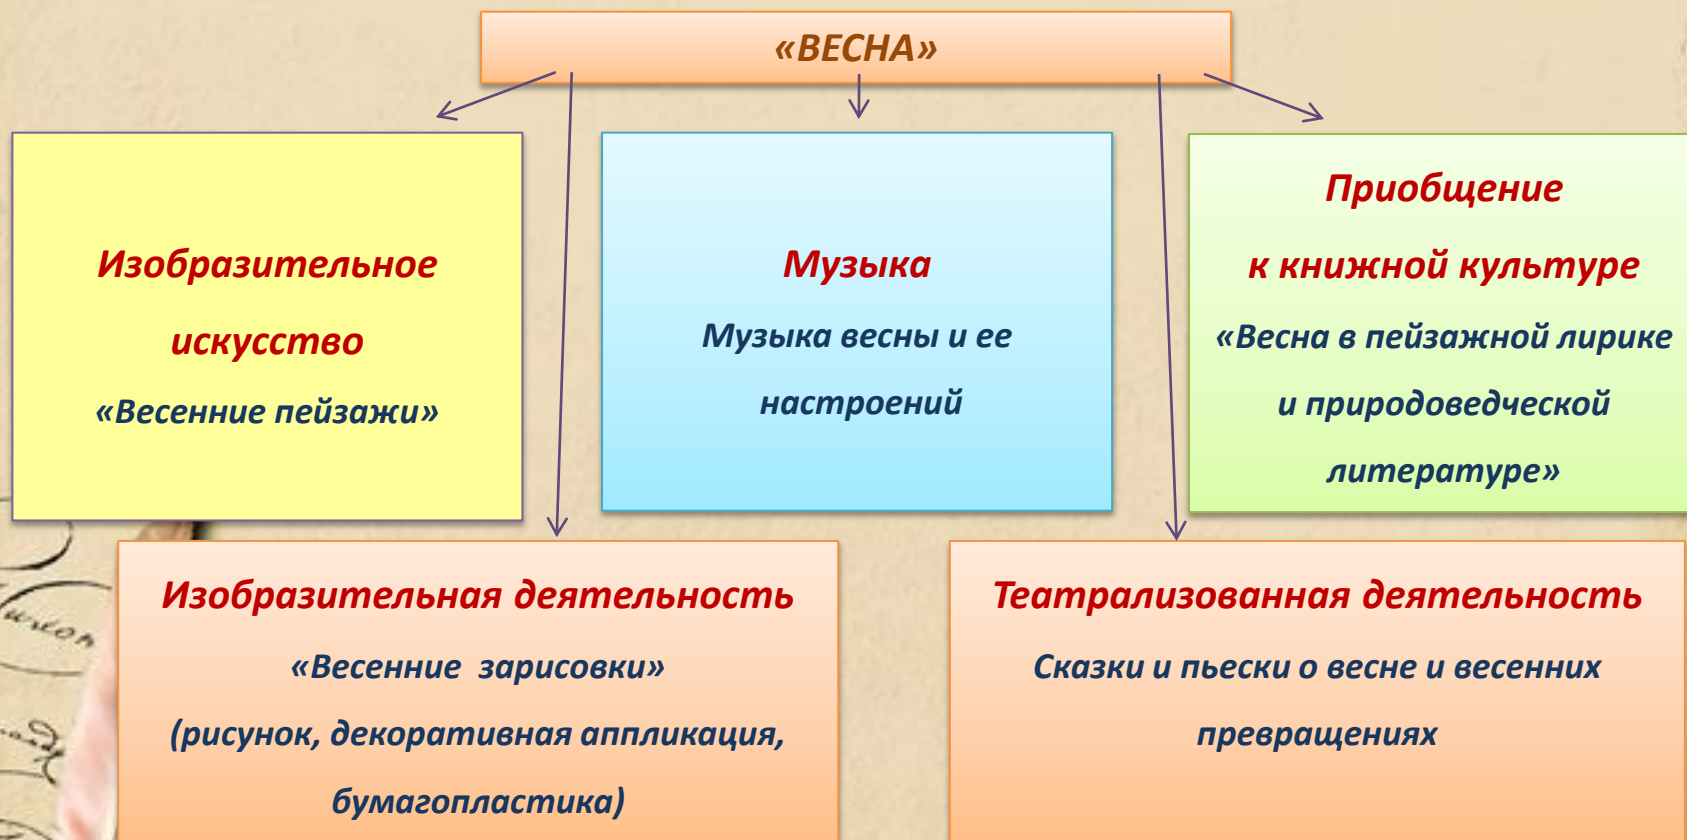 «ВЕСНА»
Изобразительное
искусство
«Весенние пейзажи»
Музыка
Музыка весны и ее
настроений
Приобщение
к книжной культуре
«Весна в пейзажной лирике
и природоведческой
литературе»
Изобразительная деятельность
«Весенние зарисовки»
(рисунок, декоративная аппликация,
бумагопластика)
Театрализованная деятельность
Сказки и пьески о весне и весенних
превращениях